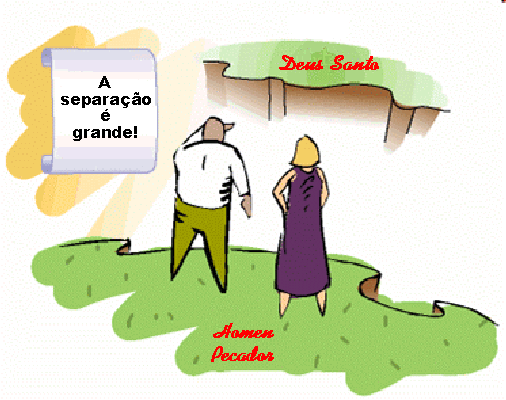 A
separação
é
grande!
Deus Santo
Homen
Pecador